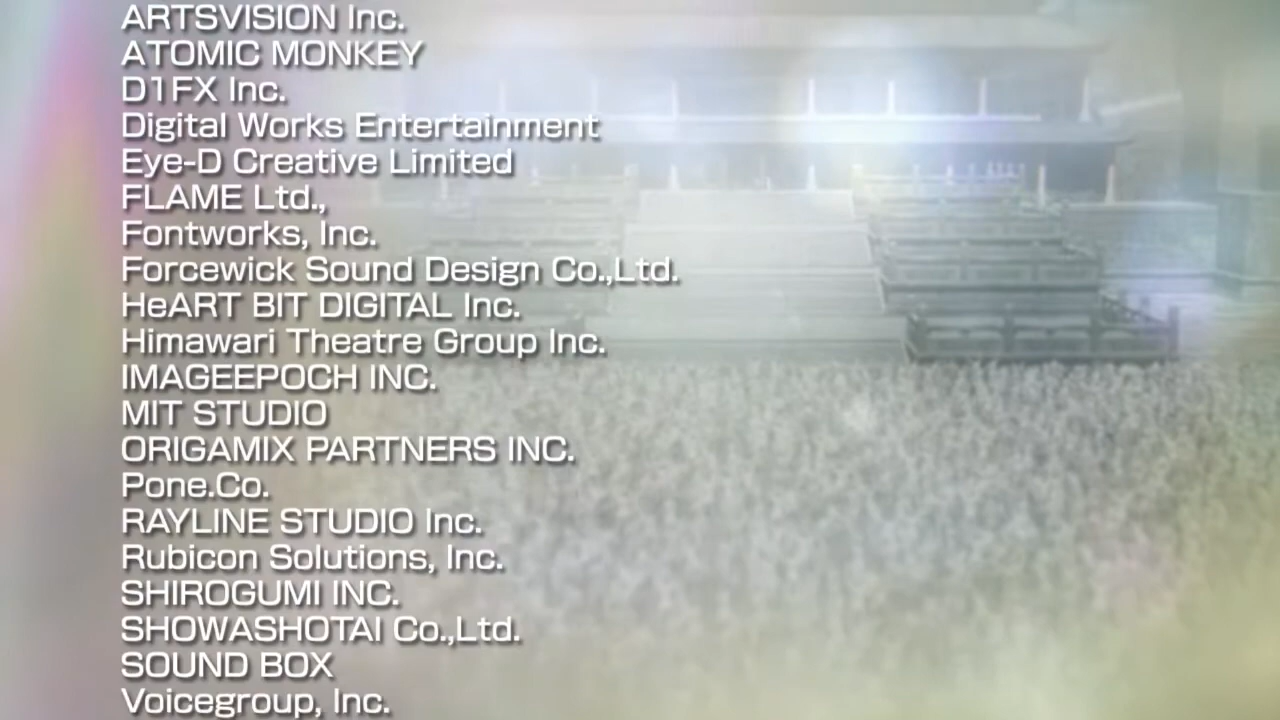 ARTSVISION Inc.
ATOMIC MONKEY
D1FX Inc.
Digital Works Entertainment
Eye-D Creative Limited
FLAME Ltd.,
Fontworks, Inc.
Forcewick Sound Design Co.,Ltd.
HeART BIT DIGITAL Inc.
Himawari Theatre Group Inc.
IMAGEEPOCH INC.
MIT STUDIO
ORIGAMIX PARTNERS INC.
Pone.Co.
RAYLINE STUDIO Inc.
Rubicon Solutions, Inc.
SHIROGUMI INC.
SHOWASHOTAI Co.,Ltd.
SOUND BOX
Voicegroup, Inc.